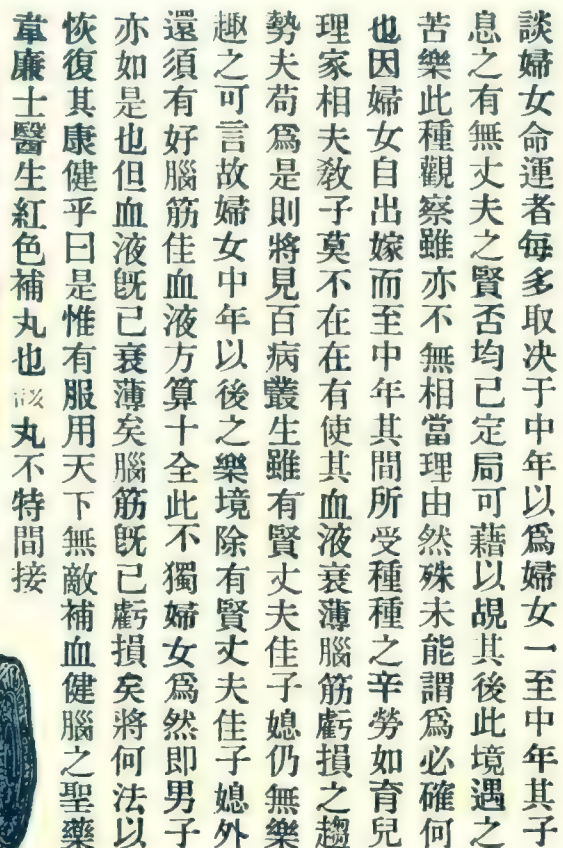 談婦女命運者每多取决于中年以爲婦女一至中年其子
息之有無丈夫之賢否均已定局可藉以覘其後此境遇之
苦樂此種觀察雖亦不無相當理由然殊未能謂爲必確何
也因婦女自出嫁而至中年其間所受種種之辛勞如育兒
理家相夫敎子莫不在在有使其血液衰薄腦筋虧損之趨
勢夫苟爲是則將見百病叢生雖有賢丈夫佳子媳仍無樂
趣之可言故婦女中年以後之樂境除有賢丈夫佳子媳外
還須有好腦筋佳血液方算十全此不獨婦女爲然即男子
亦如是也但血液旣已衰薄矣腦筋旣已虧損矣將何法以
恢復其康健乎曰是惟有服用天下無敵補血健腦之聖藥
韋廉士醫生紅色補丸也該丸不特間接